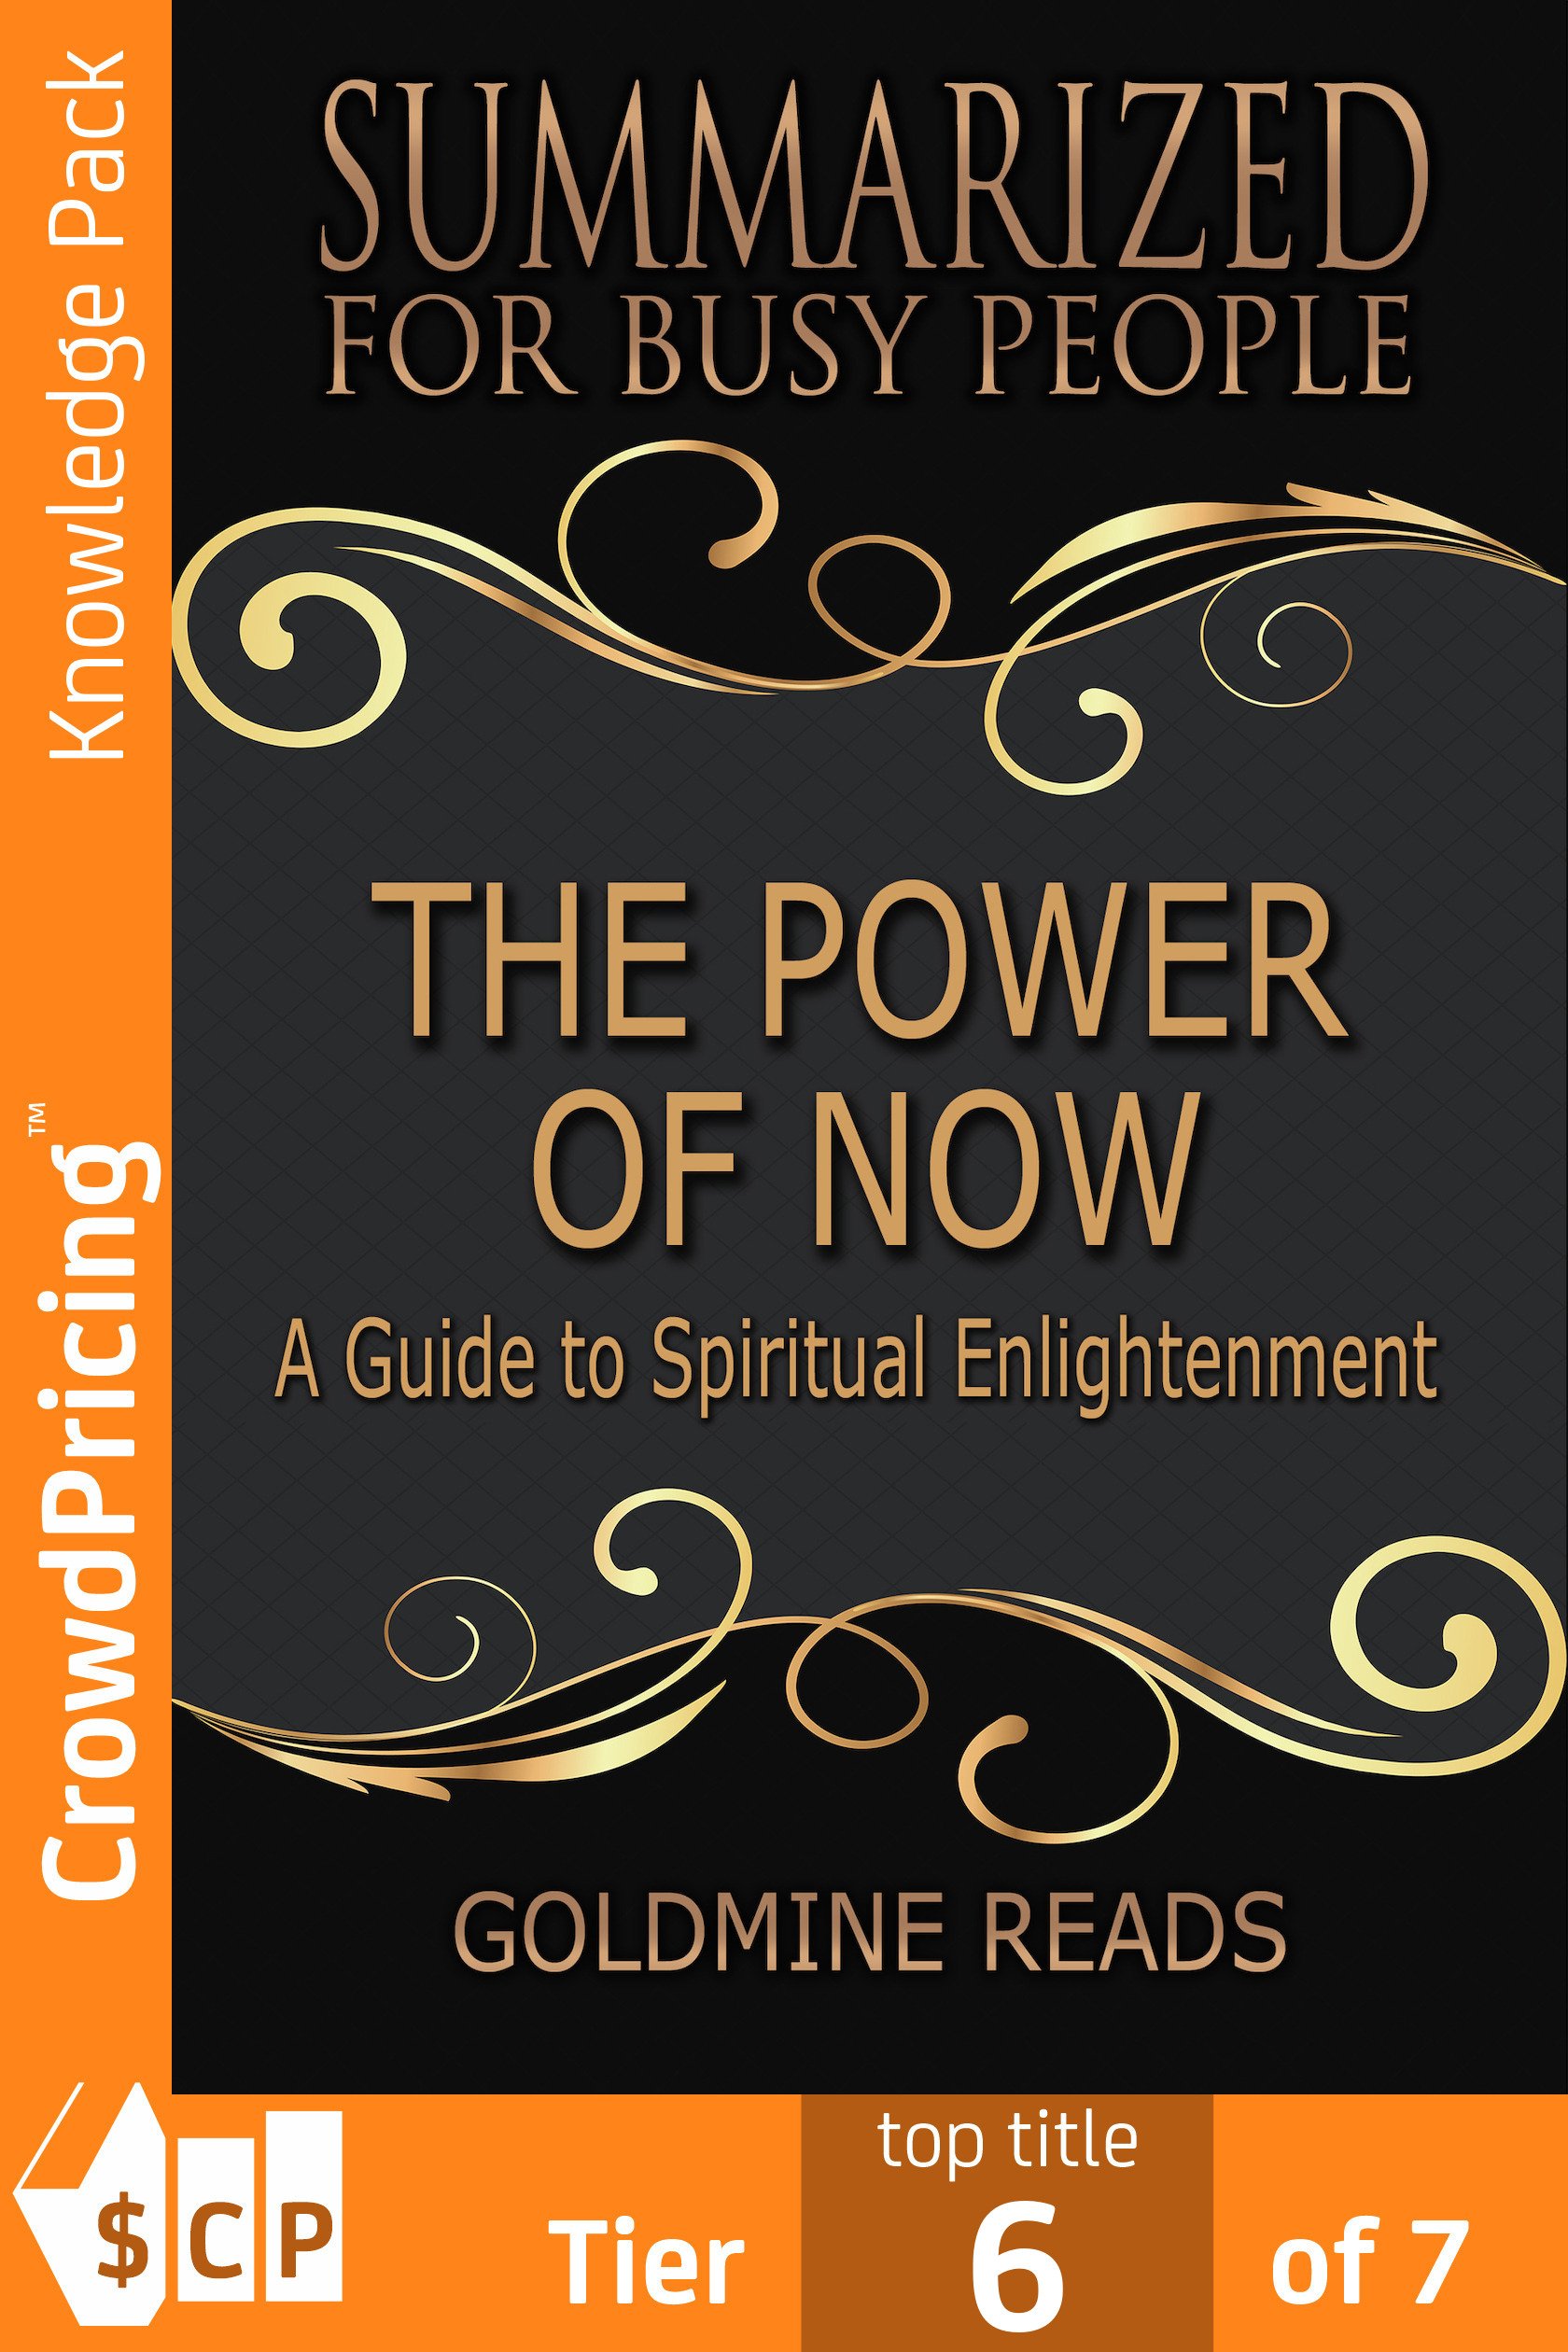 SUMMARIZED
FOR BUSY PEOPLE
THE POWER
OF NOW
A Guide to Spiritual Enlightenment
GOLDMINE READS
Knowledge Pack
CrowdPricing™
$CP
top title
Tier 6 of 7